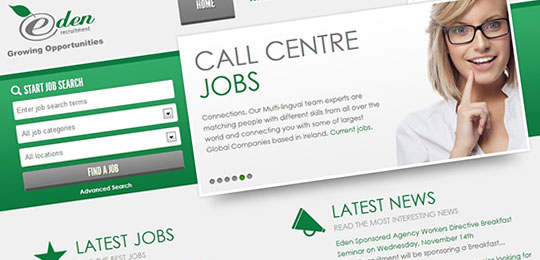 eden
recruitment
Growing Opportunities
HOME
START JOB SEARCH
Enter job search terms
All job categories
All locations
FIND A JOB
Advanced Search
CALL CENTRE
JOBS
Connections. Our Multi-lingual team experts are
matching people with different skills from all over the
world and connecting you with some of largest
Global Companies based in Ireland. Current jobs.
LATEST JOBS
THE BEST JOBS
LATEST NEWS
READ THE MOST INTERESTING NEWS
Eden Sponsored Agency Workers Directive Breakfast
Seminar on Wednesday, November 14th
will be sponsoring a Breakfast...
looking for